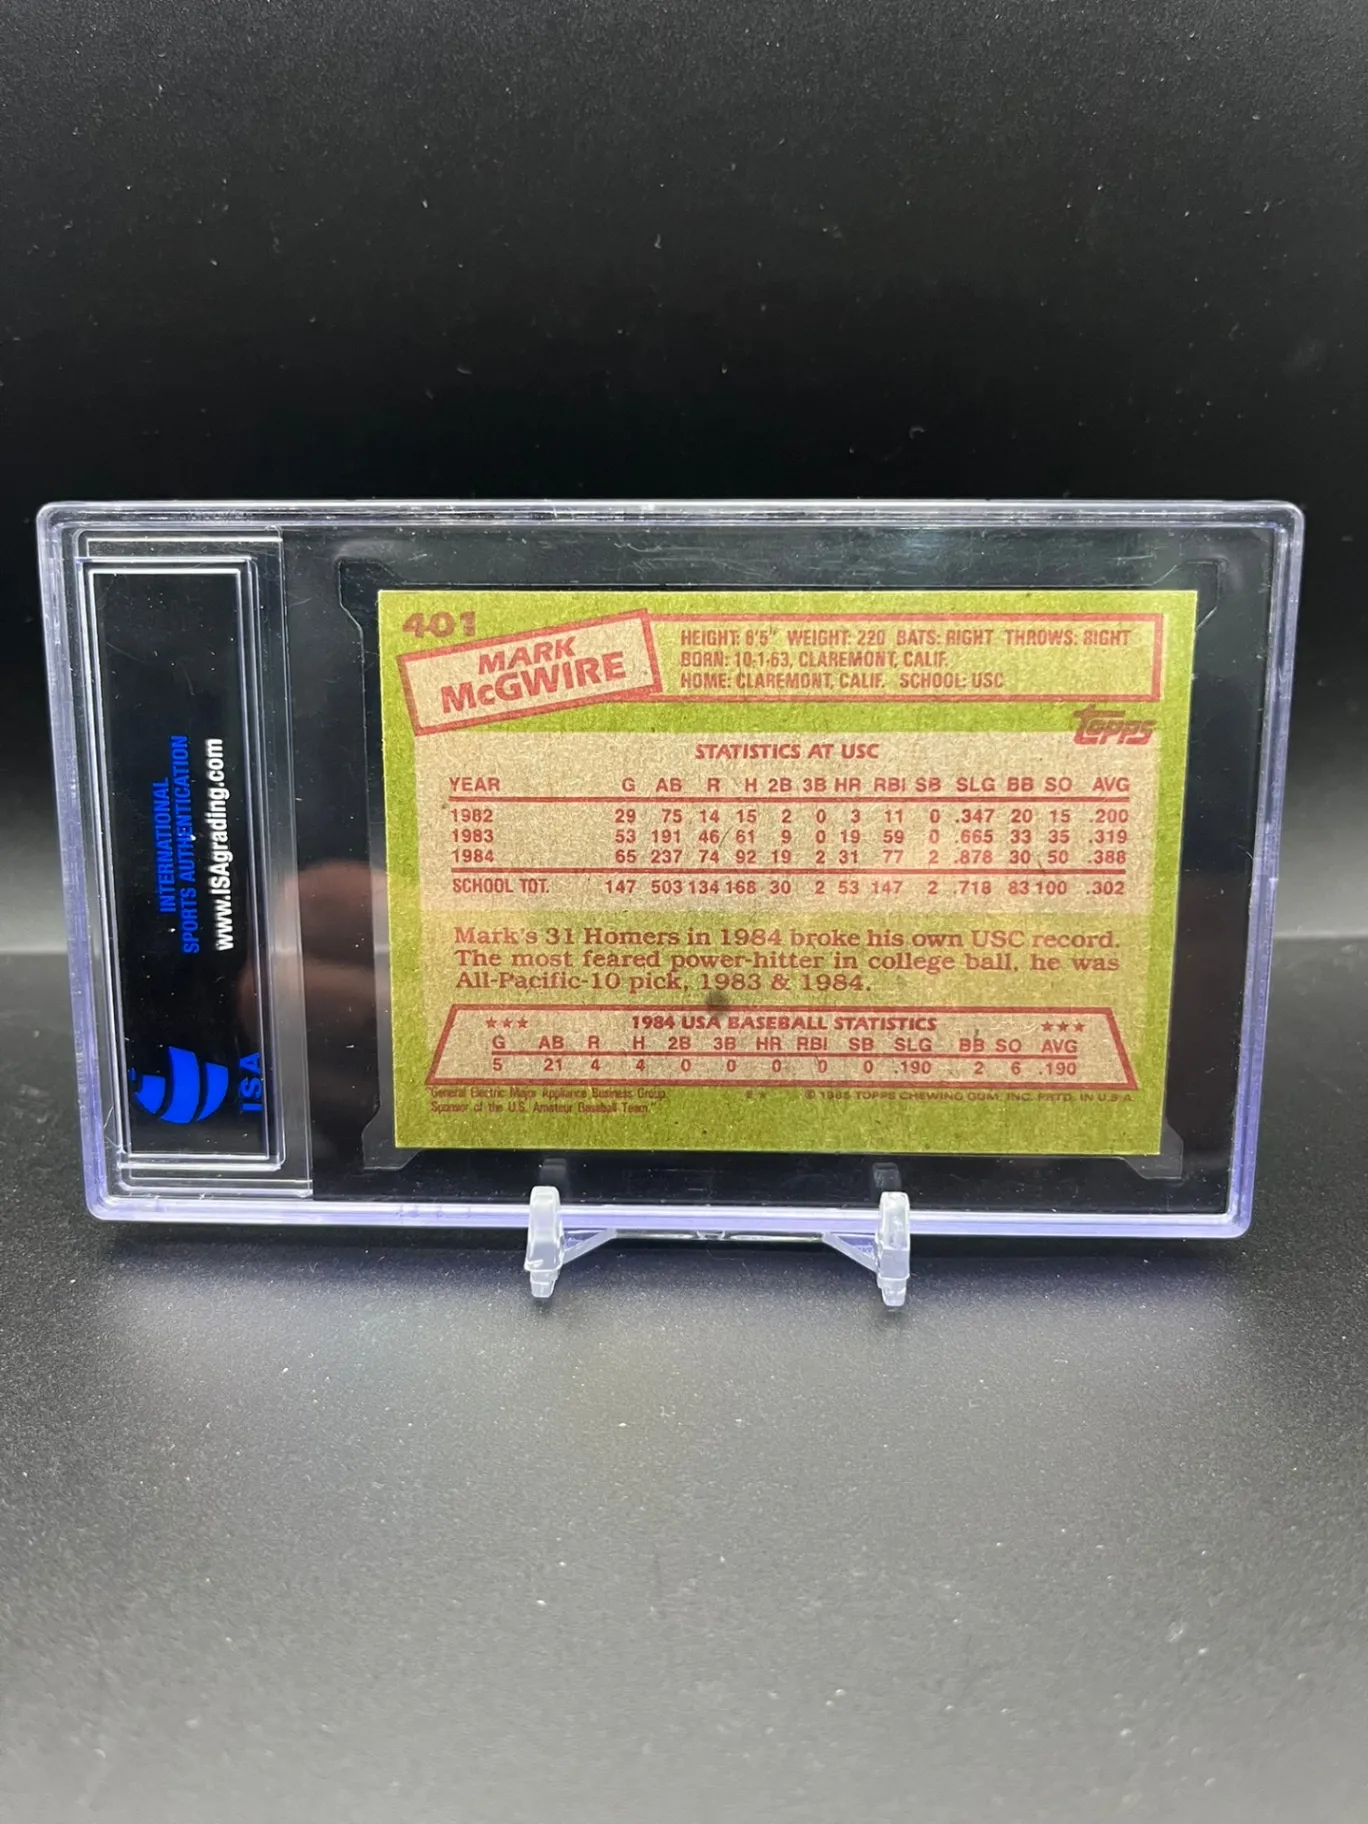 401
MARK
McGWIRE
HEIGHT: 6'5" WEIGHT: 220 BATS: RIGHT THROWS: RIGHT
BORN: 10-1-63, CLAREMONT, CALIF.
HOME: CLAREMONT, CALIF. SCHOOL: USC
TOPPS
STATISTICS AT USC
YEAR G AB R H 2B 3B HR RBI SB SLG BB SO AVG
1982 29 75 14 15 2 0 3 11 0 .347 20 15 .200
1983 53 191 46 61 9 0 19 59 0 .665 33 35 .319
1984 65 237 74 92 19 2 31 77 2 .878 30 50 .388
SCHOOL TOT. 147 503 134 168 30 2 53 147 2 .718 83 100 .302
Mark's 31 Homers in 1984 broke his own USC record.
The most feared power-hitter in college ball, he was
All-Pacific-10 pick, 1983 & 1984.
★★★ 1984 USA BASEBALL STATISTICS ★★★
G AB R H 2B 3B HR RBI SB SLG BB SO AVG
5 21 4 4 0 0 0 0 0 .190 2 6 .190
General Electric Major Appliance Business Group
Sponsor of the U.S. Amateur Baseball Team."
© 1985 TOPPS CHEWING GUM, INC. PRTD. IN U.S.A.
INTERNATIONAL
SPORTS AUTHENTICATION
www.ISAgrading.com
ISA